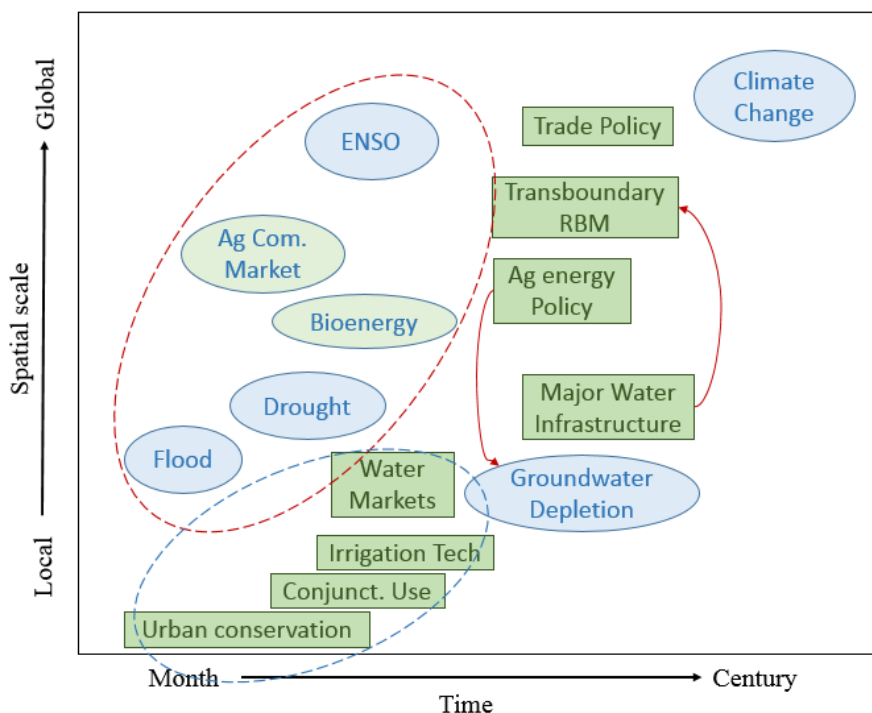 Global
Spatial scale
Local
Climate
Change
Trade Policy
ENSO
Transboundary
RBM
Ag Com.
Market
Ag energy
Policy
Bioenergy
Drought
Major Water
Infrastructure
Flood
Water
Markets
Groundwater
Depletion
Irrigation Tech
Conjunct. Use
Urban conservation
Month
Century
Time